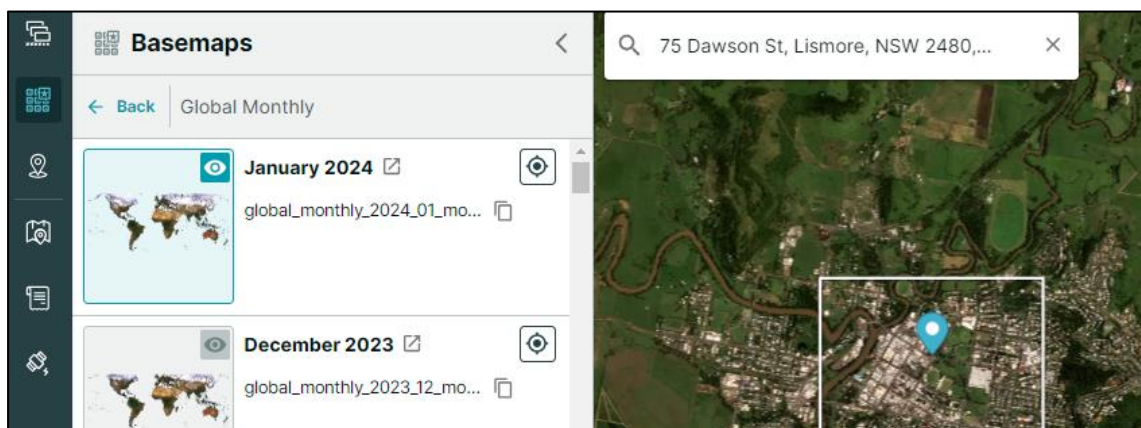 Basemaps
Back Global Monthly
January 2024
global_monthly_2024_01_mo...
December 2023
global_monthly_2023_12_mo...
75 Dawson St, Lismore, NSW 2480,...